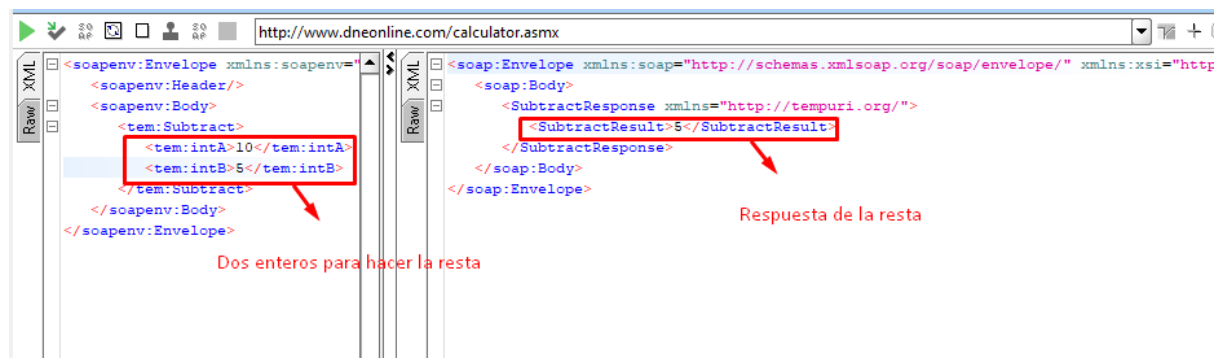 http://www.dneonline.com/calculator.asmx
XML
Raw
<soapenv:Envelope xmlns:soapenv="
<soapenv:Header/>
<soapenv:Body>
<tem:Subtract>
<tem:intA>10</tem:intA>
<tem:intB>5</tem:intB>
</tem:Subtract>
</soapenv:Body>
</soapenv:Envelope>
Dos enteros para hacer la resta
XML
Raw
<soap:Envelope xmlns:soap="http://schemas.xmlsoap.org/soap/envelope/" xmlns:xsi="http
<soap:Body>
<SubtractResponse xmlns="http://tempuri.org/">
<SubtractResult>5</SubtractResult>
</SubtractResponse>
</soap:Body>
</soap:Envelope>
Respuesta de la resta